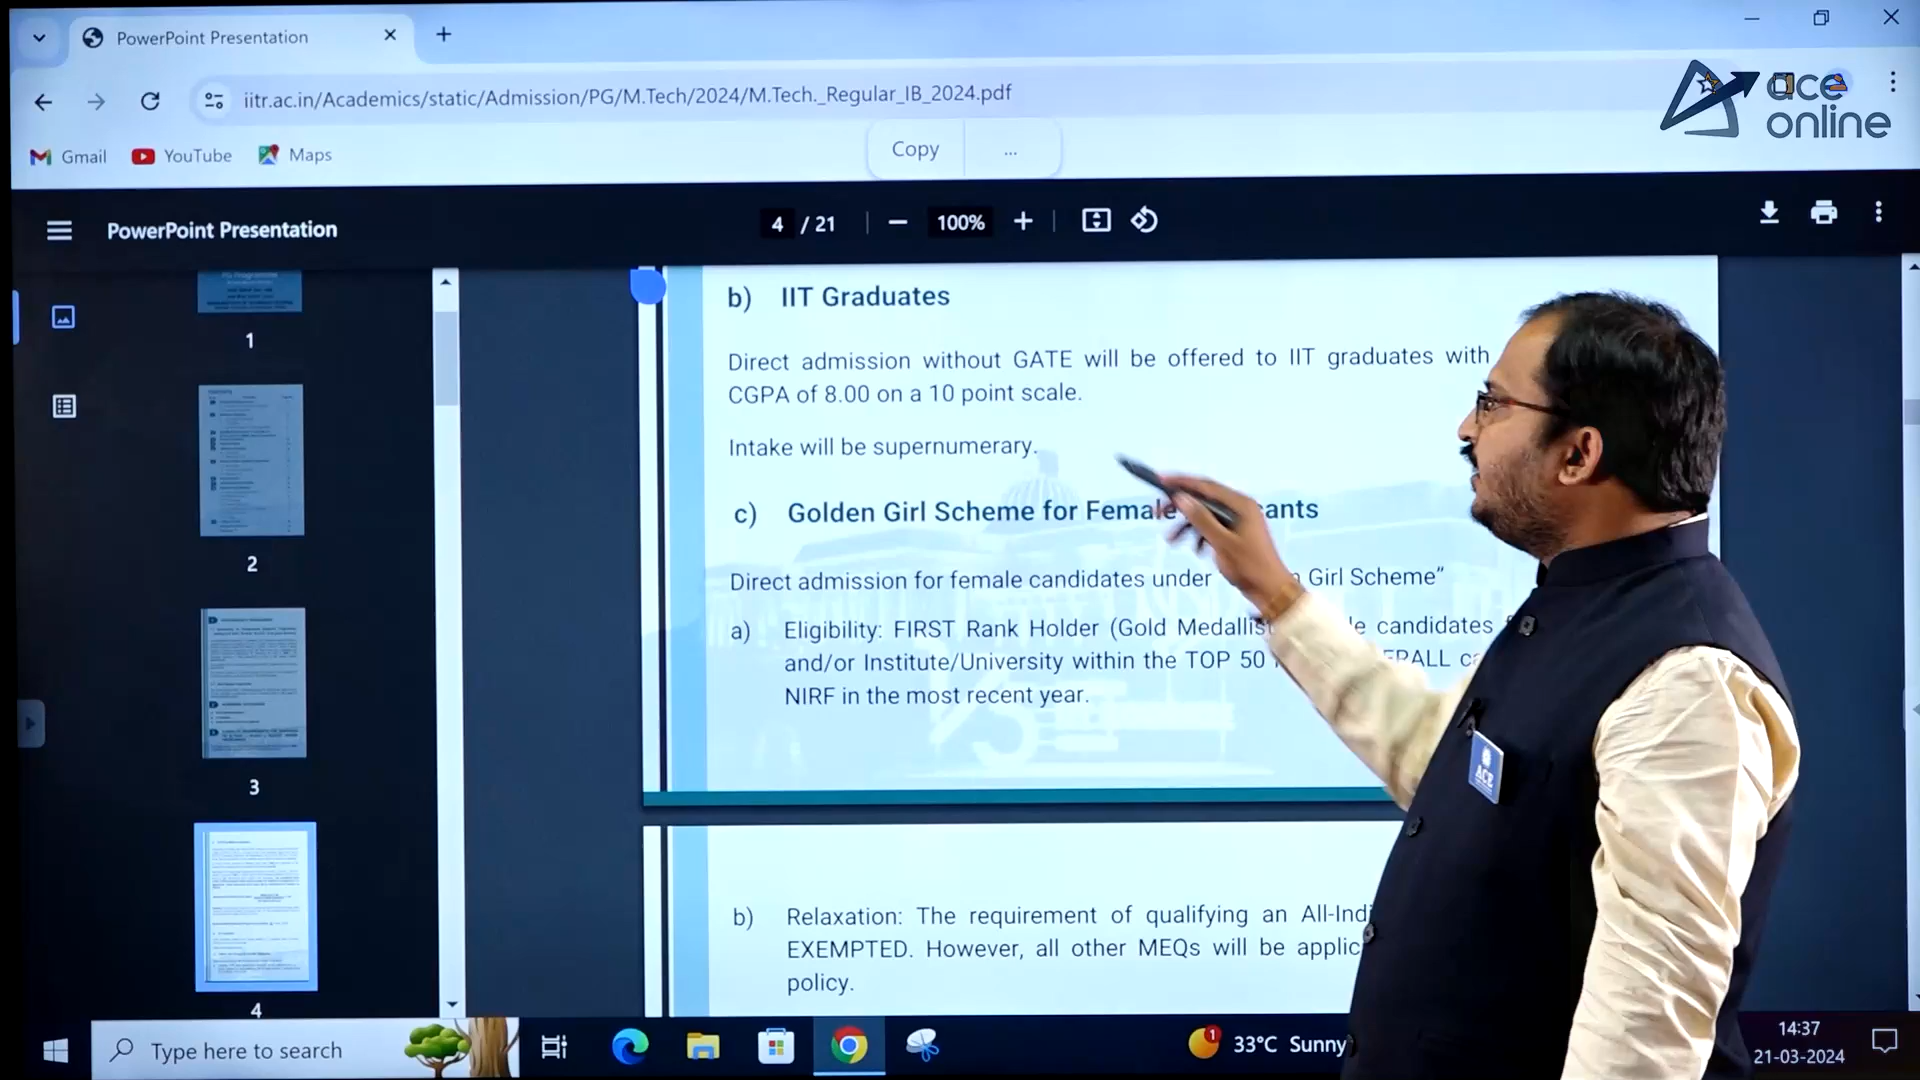 PowerPoint Presentation
iitr.ac.in/Academics/static/Admission/PG/M.Tech/2024/M.Tech._Regular_IB_2024.pdf
ace
online
Gmail
YouTube
Maps
Copy
...
PowerPoint Presentation
4 / 21
100%
b) IIT Graduates
Direct admission without GATE will be offered to IIT graduates with
CGPA of 8.00 on a 10 point scale.
Intake will be supernumerary.
c) Golden Girl Scheme for Female
Direct admission for female candidates under Girl Scheme”
a) Eligibility: FIRST Rank Holder (Gold candidates
and/or Institute/University within the TOP 50
NIRF in the most recent year.
b) Relaxation: The requirement of qualifying an
EXEMPTED. However, all other MEQs will be
policy.
1
2
3
4
ACE
Type here to search
1
33°C Sunny
14:37
21-03-2024